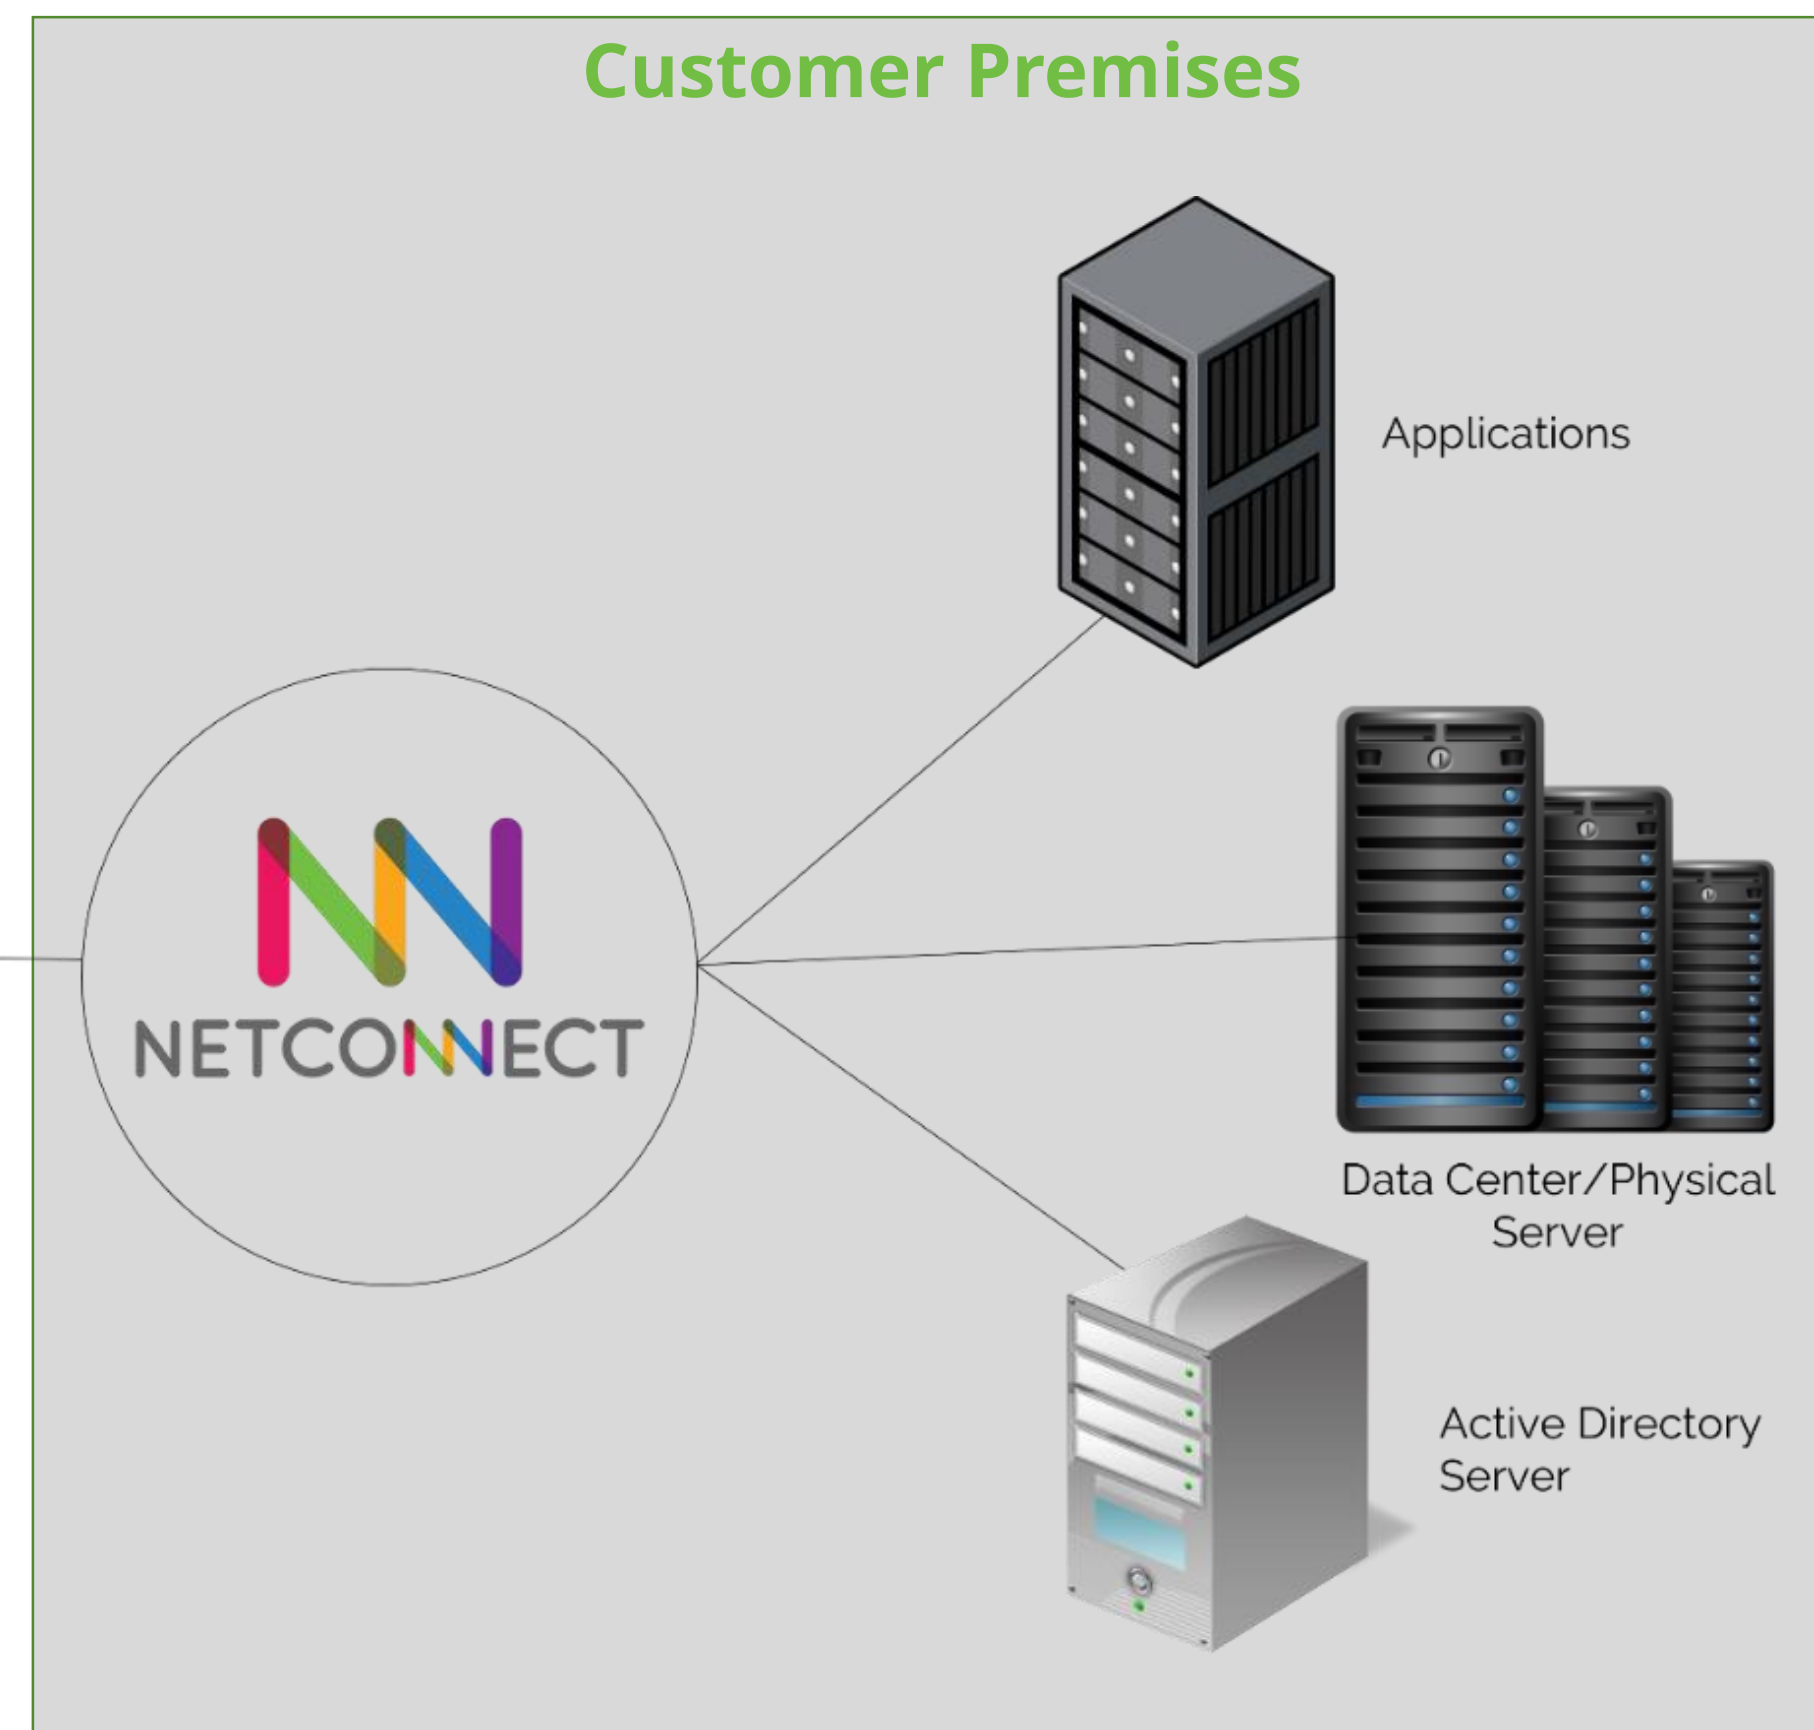 Customer Premises
Applications
NETCONNECT
Data Center/Physical
Server
Active Directory
Server